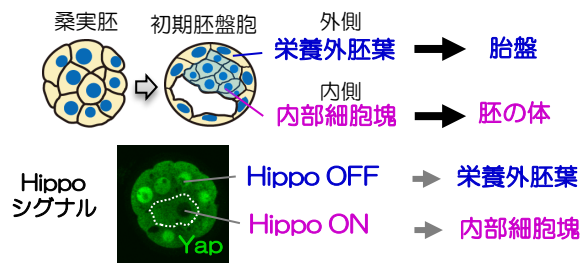 桑実胚
初期胚盤胞
外側
栄養外胚葉
胎盤
内側
内部細胞塊
胚の体
Hippo
シグナル
Hippo OFF
栄養外胚葉
Hippo ON
内部細胞塊
Yap